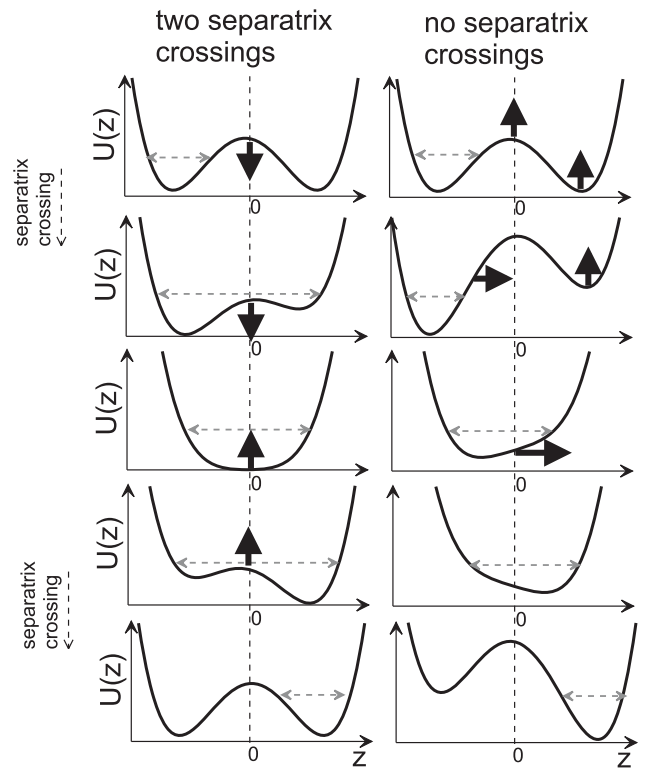 two separatrix
crossings
no separatrix
crossings
U(z)
0
0
separatrix
crossing
U(z)
U(z)
0
0
U(z)
0
0
U(z)
0
0
separatrix
crossing
U(z)
0
z
0
z